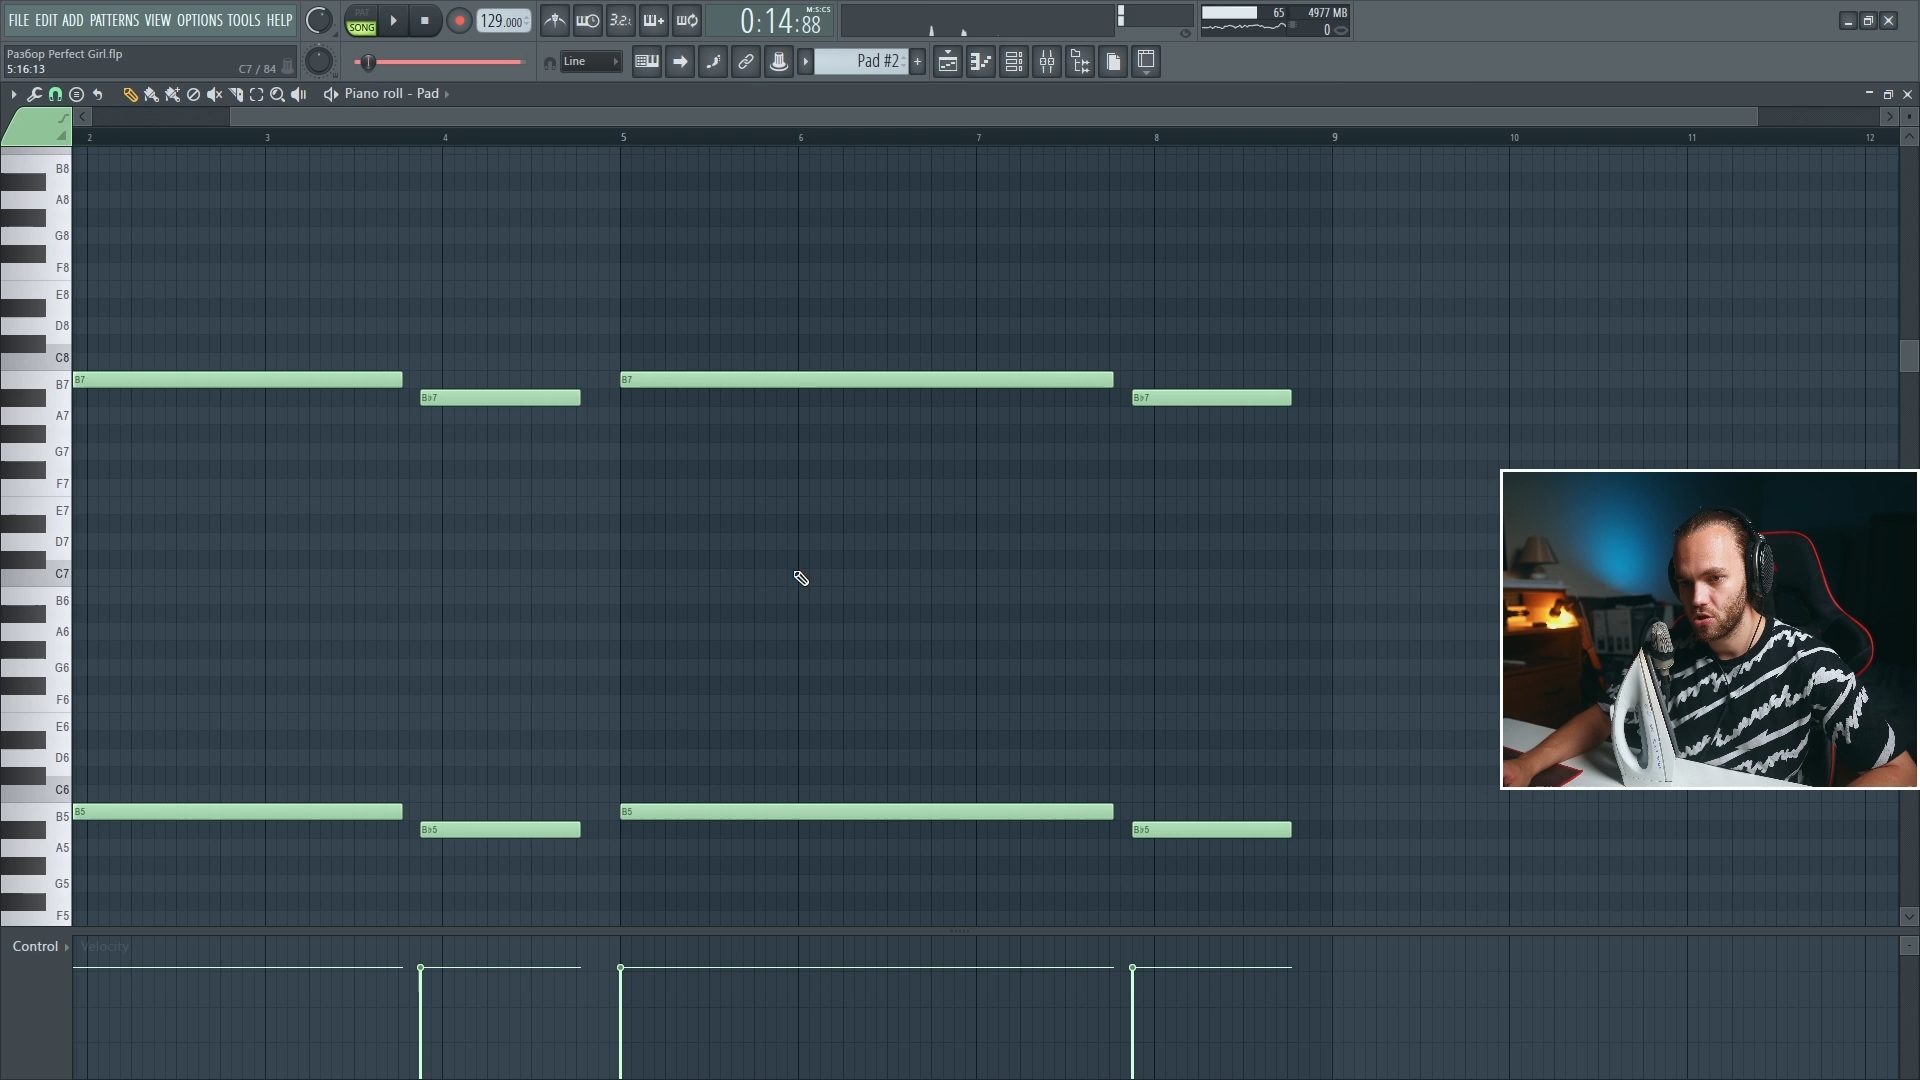 FILE EDIT ADD PATTERNS VIEW OPTIONS TOOLS HELP
PAT
SONG
129.000
3.2.
0:14:88
M:S:CS
65
4977 MB
0
Разбор Perfect Girl.flp
5:16:13
C7 / 84
Line
Pad #2
Piano roll - Pad
2 3 4 5 6 7 8 9 10 11 12
B8
A8
G8
F8
E8
D8
C8
B7
A7
G7
F7
E7
D7
C7
B6
A6
G6
F6
E6
D6
C6
B5
A5
G5
F5
B7
B7
B♭7
B♭7
B5
B5
B♭5
B♭5
Control
Velocity